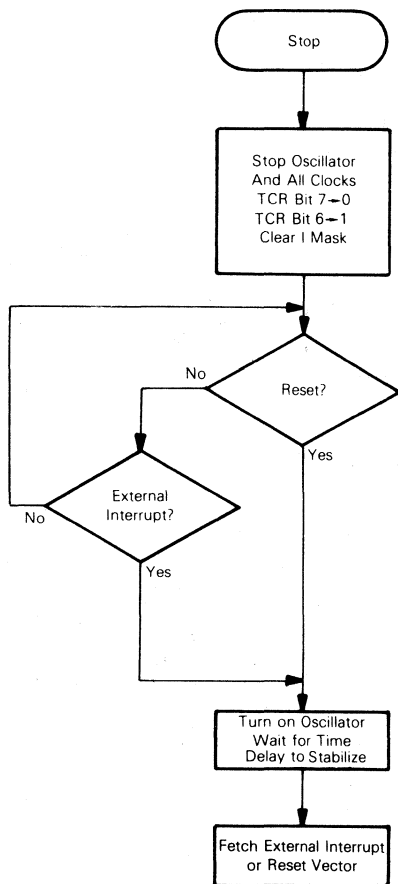 Stop
Stop Oscillator
And All Clocks
TCR Bit 7→0
TCR Bit 6→1
Clear I Mask
Reset?
No
Yes
External
Interrupt?
No
Yes
Turn on Oscillator
Wait for Time
Delay to Stabilize
Fetch External Interrupt
or Reset Vector